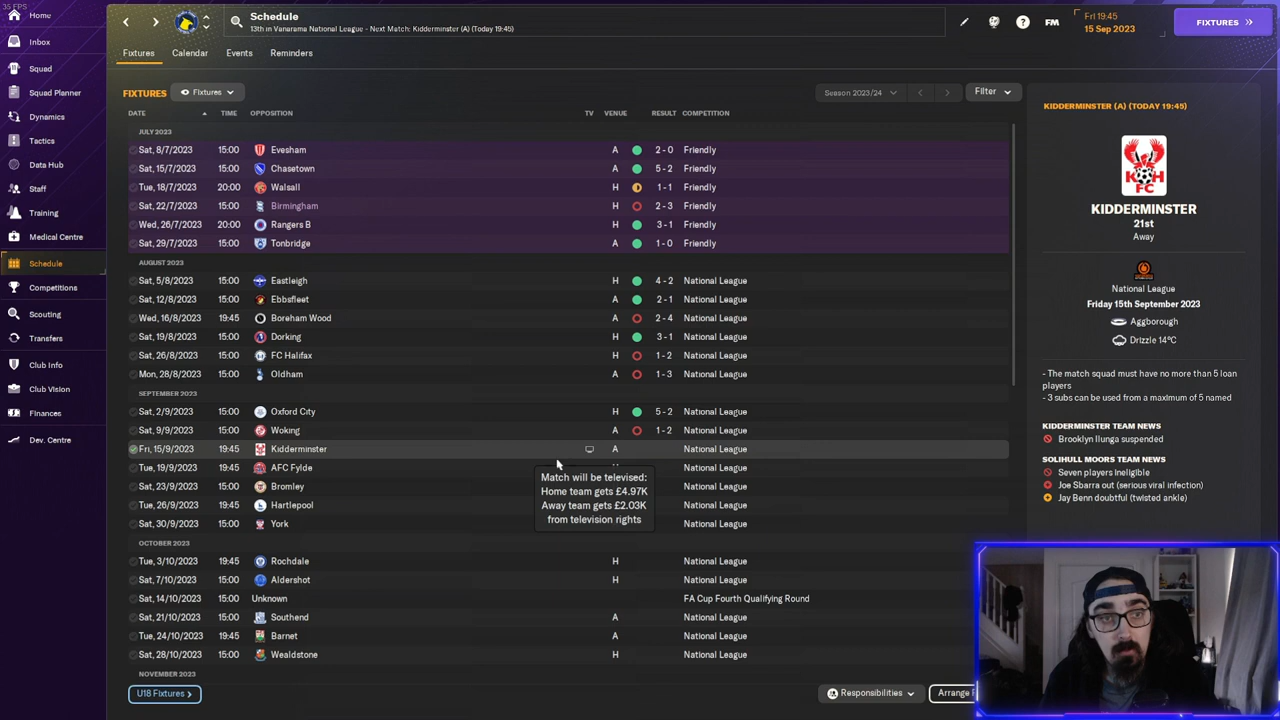 35 FPS
Home
Inbox
Squad
Squad Planner
Dynamics
Tactics
Data Hub
Staff
Training
Medical Centre
Schedule
Competitions
Scouting
Transfers
Club Info
Club Vision
Finances
Dev. Centre
Schedule
13th in Vanarama National League - Next Match: Kidderminster (A) (Today 19:45)
?
FM
Fri 19:45
15 Sep 2023
FIXTURES
Fixtures Calendar Events Reminders
FIXTURES Fixtures Season 2023/24 Filter
DATE TIME OPPOSITION TV VENUE RESULT COMPETITION
JULY 2023
Sat, 8/7/2023 15:00 Evesham A 2 - 0 Friendly
Sat, 15/7/2023 15:00 Chasetown A 5 - 2 Friendly
Tue, 18/7/2023 20:00 Walsall H 1 - 1 Friendly
Sat, 22/7/2023 15:00 Birmingham H 2 - 3 Friendly
Wed, 26/7/2023 20:00 Rangers B H 3 - 1 Friendly
Sat, 29/7/2023 15:00 Tonbridge A 1 - 0 Friendly
AUGUST 2023
Sat, 5/8/2023 15:00 Eastleigh H 4 - 2 National League
Sat, 12/8/2023 15:00 Ebbsfleet A 2 - 1 National League
Wed, 16/8/2023 19:45 Boreham Wood A 2 - 4 National League
Sat, 19/8/2023 15:00 Dorking H 3 - 1 National League
Sat, 26/8/2023 15:00 FC Halifax H 1 - 2 National League
Mon, 28/8/2023 15:00 Oldham A 1 - 3 National League
SEPTEMBER 2023
Sat, 2/9/2023 15:00 Oxford City H 5 - 2 National League
Sat, 9/9/2023 15:00 Woking A 1 - 2 National League
Fri, 15/9/2023 19:45 Kidderminster A National League
Tue, 19/9/2023 19:45 AFC Fylde National League
Sat, 23/9/2023 15:00 Bromley National League
Tue, 26/9/2023 19:45 Hartlepool National League
Sat, 30/9/2023 15:00 York National League
Match will be televised:
Home team gets £4.97K
Away team gets £2.03K
from television rights
OCTOBER 2023
Tue, 3/10/2023 19:45 Rochdale H National League
Sat, 7/10/2023 15:00 Aldershot H National League
Sat, 14/10/2023 15:00 Unknown FA Cup Fourth Qualifying Round
Sat, 21/10/2023 15:00 Southend A National League
Tue, 24/10/2023 19:45 Barnet A National League
Sat, 28/10/2023 15:00 Wealdstone H National League
NOVEMBER 2023
U18 Fixtures
Responsibilities
Arrange
KIDDERMINSTER (A) (TODAY 19:45)
K H
FC
KIDDERMINSTER
21st
Away
National League
Friday 15th September 2023
Aggborough
Drizzle 14°C
- The match squad must have no more than 5 loan
players
- 3 subs can be used from a maximum of 5 named
KIDDERMINSTER TEAM NEWS
Brooklyn Ilunga suspended
SOLIHULL MOORS TEAM NEWS
Seven players ineligible
Joe Sbarra out (serious viral infection)
Jay Benn doubtful (twisted ankle)